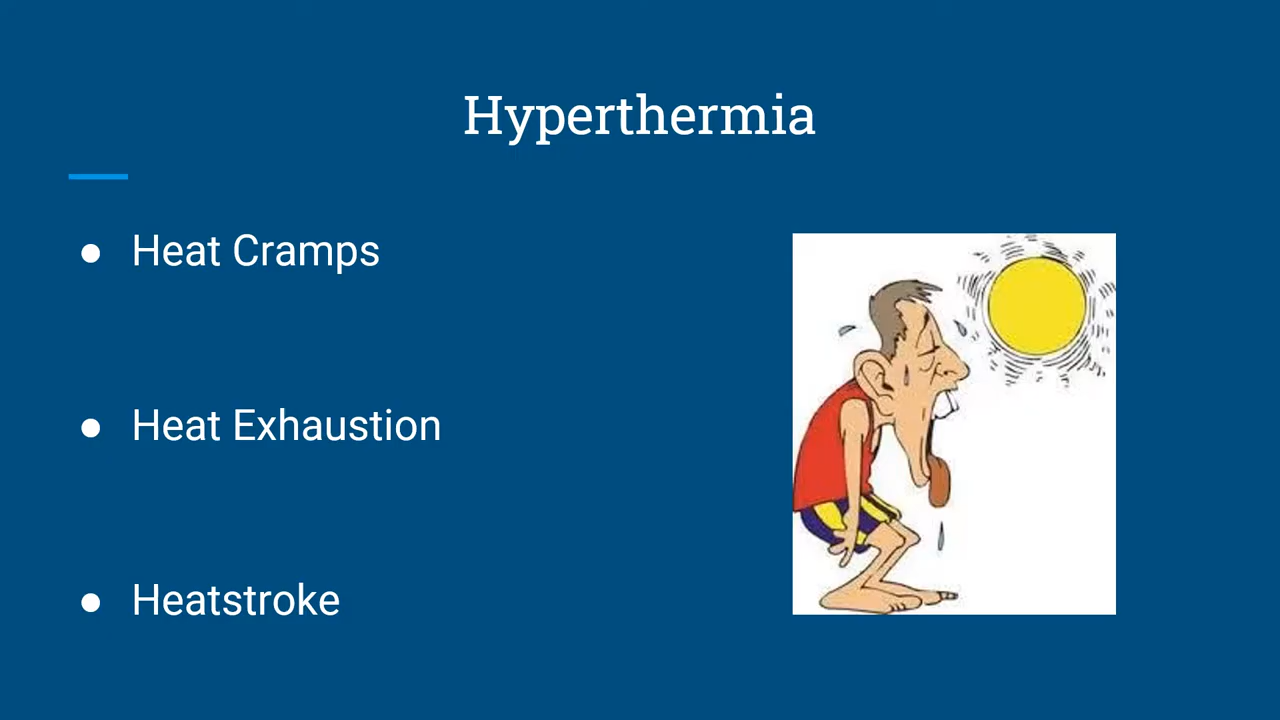 Hyperthermia
● Heat Cramps
● Heat Exhaustion
● Heatstroke